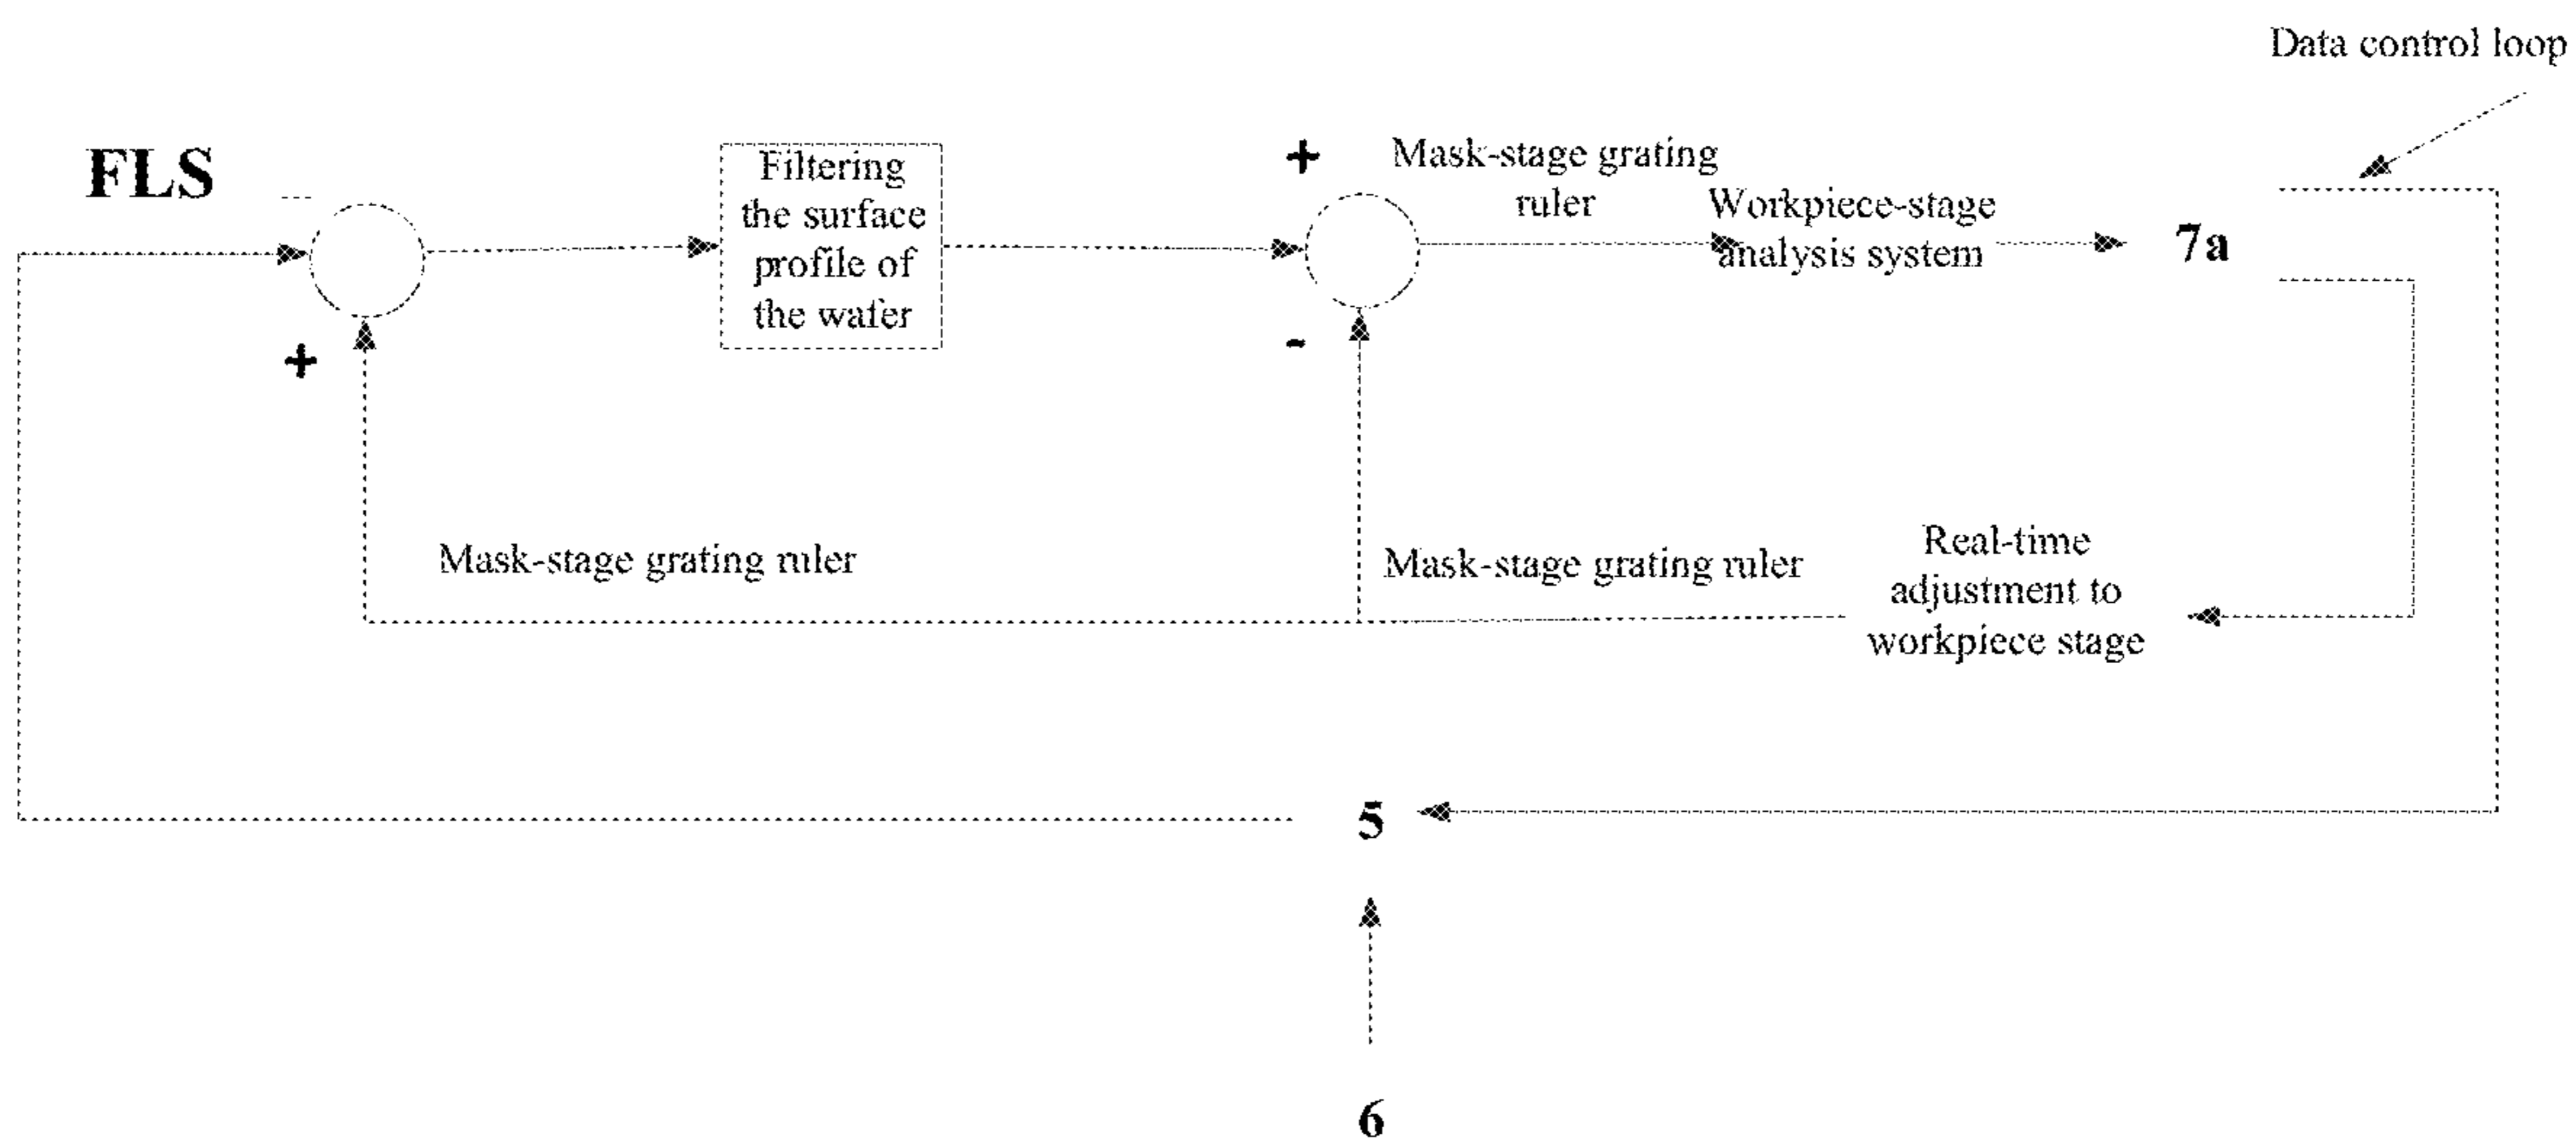 Data control loop
FLS
+
Filtering
the surface
profile of
the wafer
+
-
Mask-stage grating
ruler
Workpiece-stage
analysis system
7a
Mask-stage grating ruler
Mask-stage grating ruler
Real-time
adjustment to
workpiece stage
5
6